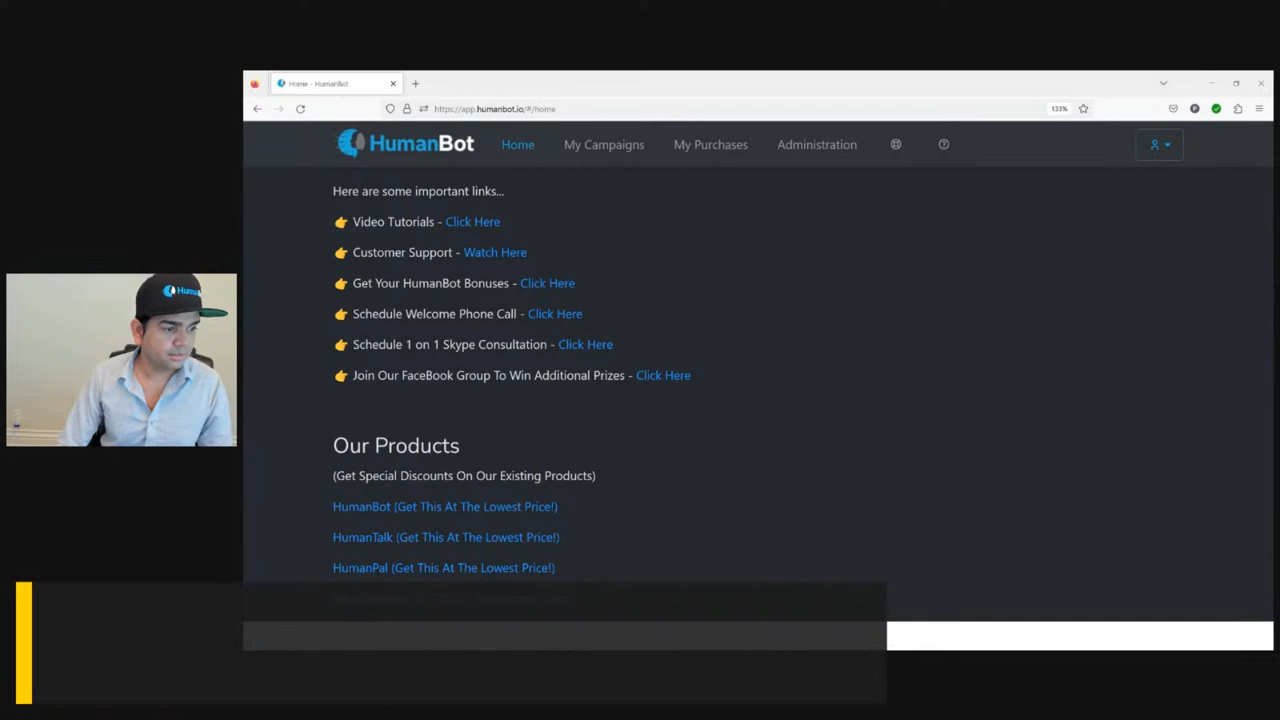 Home - HumanBot
https://app.humanbot.io/#/home
133%
HumanBot
Home
My Campaigns
My Purchases
Administration
Here are some important links...
👉 Video Tutorials - Click Here
👉 Customer Support - Watch Here
👉 Get Your HumanBot Bonuses - Click Here
👉 Schedule Welcome Phone Call - Click Here
👉 Schedule 1 on 1 Skype Consultation - Click Here
👉 Join Our FaceBook Group To Win Additional Prizes - Click Here
Our Products
(Get Special Discounts On Our Existing Products)
HumanBot (Get This At The Lowest Price!)
HumanTalk (Get This At The Lowest Price!)
HumanPal (Get This At The Lowest Price!)